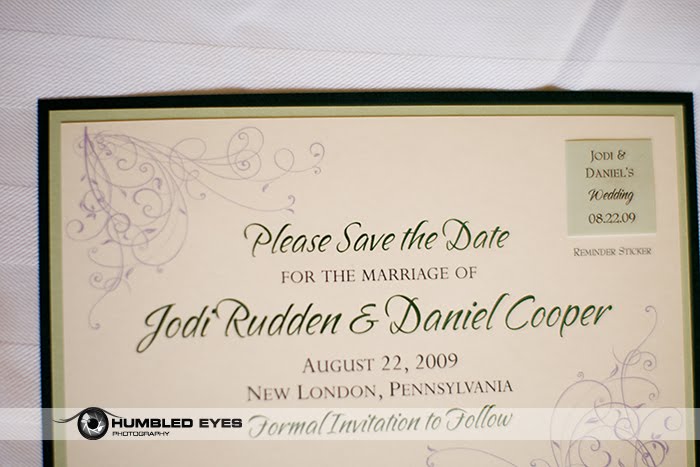 Jodi &
Daniel's
Wedding
08.22.09
Reminder Sticker
Please Save the Date
for the marriage of
Jodi Rudden & Daniel Cooper
August 22, 2009
New London, Pennsylvania
Formal Invitation to Follow
HUMBLED EYES
PHOTOGRAPHY